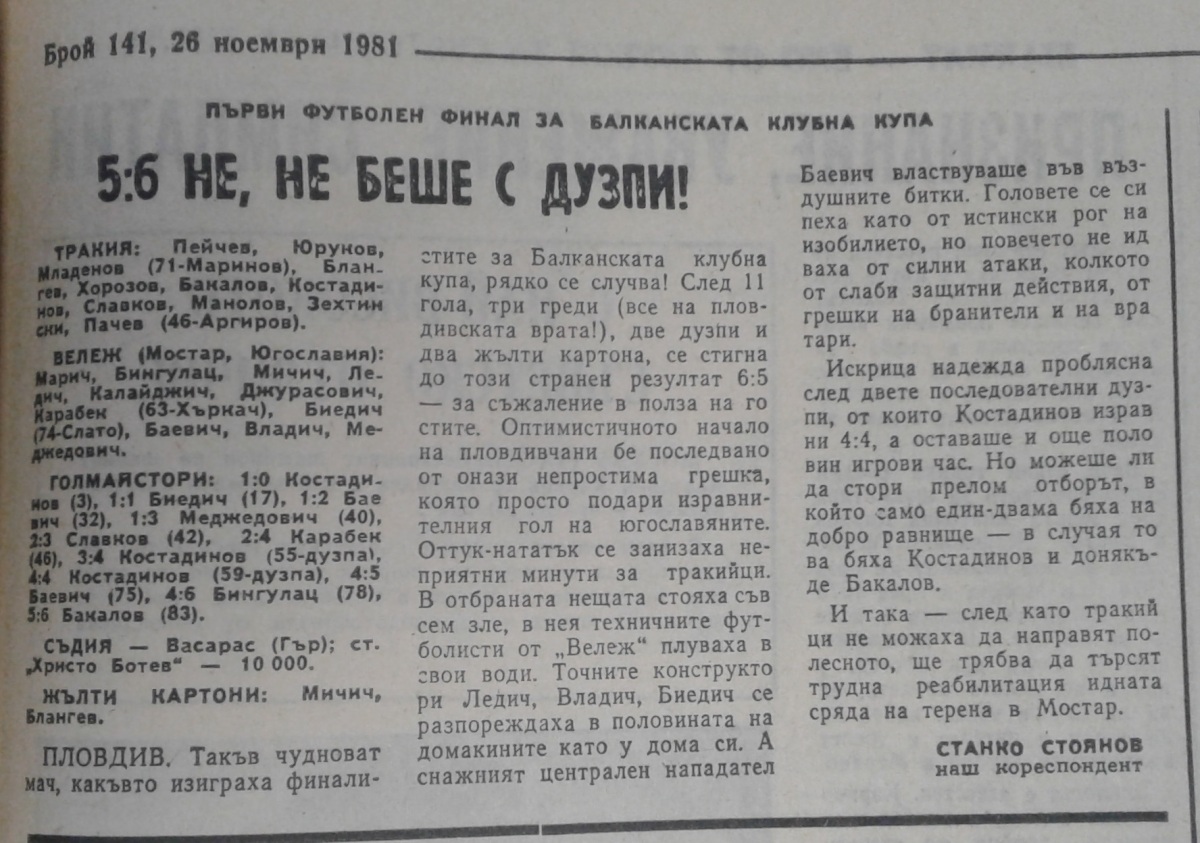 Брой 141, 26 ноември 1981
ПЪРВИ ФУТБОЛЕН ФИНАЛ ЗА БАЛКАНСКАТА КЛУБНА КУПА
5:6 НЕ, НЕ БЕШЕ С ДУЗПИ!
ТРАКИЯ: Пейчев, Юруков,
Младенов (71-Маринов), Блан-
гев, Хорозов, Бакалов, Костади-
нов, Славков, Манолов, Зехтин
ски, Пачев (46-Аргиров).
ВЕЛЕЖ (Мостар, Югославия):
Марич, Бингулац, Мичич, Ле-
дич, Калайджич, Джурасович,
Карабек (63-Хъркач), Биедич
(74-Слато), Баевич, Владич, Ме-
джедович.
ГОЛМАЙСТОРИ: 1:0 Костади-
нов (3), 1:1 Биедич (17), 1:2 Бае
вич (32), 1:3 Меджедович (40),
2:3 Славков (42), 2:4 Карабек
(46), 3:4 Костадинов (55-дузпа),
4:4 Костадинов (59-дузпа), 4:5
Баевич (75), 4:6 Бингулац (78),
5:6 Бакалов (83).
СЪДИЯ — Васарас (Гър); ст.
„Христо Ботев“ — 10 000.
ЖЪЛТИ КАРТОНИ: Мичич,
Блангев.
ПЛОВДИВ. Такъв чудноват
мач, какъвто изиграха финали-
стите за Балканската клубна
купа, рядко се случва! След 11
гола, три греди (все на плов-
дивската врата!), две дузпи и
два жълти картона, се стигна
до този странен резултат 6:5
— за съжаление в полза на го
стите. Оптимистичното начало
на пловдивчани бе последвано
от онази непростима грешка,
която просто подари изравни-
телния гол на югославяните.
Оттук-нататък се занизаха не-
приятни минути за тракийци.
В отбраната нещата стояха съв
сем зле, в нея техничните фут-
болисти от „Вележ“ плуваха в
свои води. Точните конструкто
ри Ледич, Владич, Биедич се
разпореждаха в половината на
домакините като у дома си. А
снажният централен нападател
Баевич властвуваше във въз-
душните битки. Головете се си
пеха като от истински рог на
изобилието, но повечето не ид
ваха от силни атаки, колкото
от слаби защитни действия, от
грешки на бранители и на вра
тари.
Искрица надежда проблясна
след двете последователни дуз-
пи, от които Костадинов израв
ни 4:4, а оставаше и още поло
вин игрови час. Но можеше ли
да стори прелом отборът, в
който само един-двама бяха на
добро равнище — в случая то
ва бяха Костадинов и донякъ-
де Бакалов.
И така — след като тракий
ци не можаха да направят по-
лесното, ще трябва да търсят
трудна реабилитация идната
сряда на терена в Мостар.
СТАНКО СТОЯНОВ
наш кореспондент